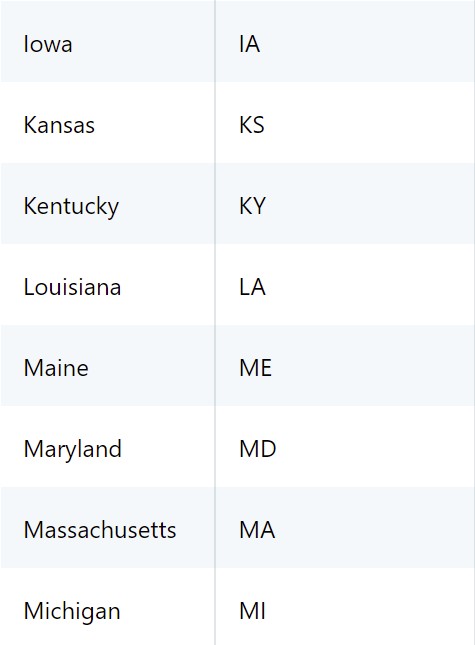 Iowa IA
Kansas KS
Kentucky KY
Louisiana LA
Maine ME
Maryland MD
Massachusetts MA
Michigan MI